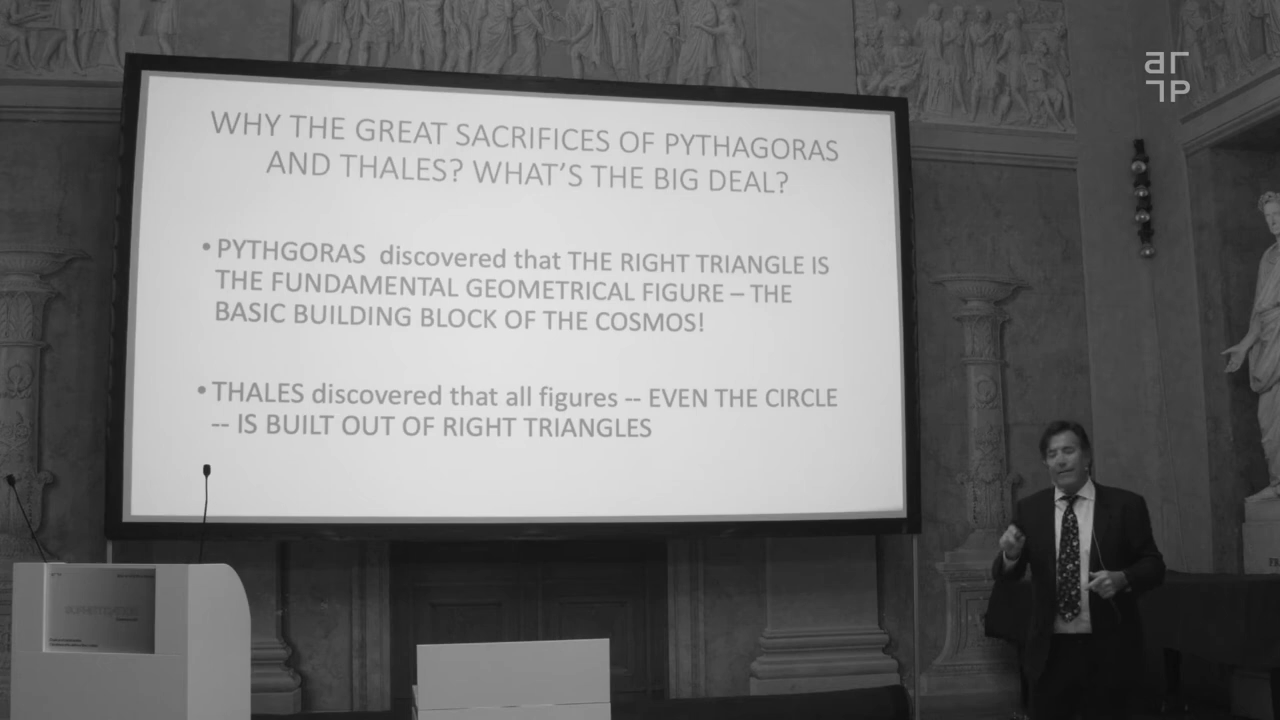 ar
TP
WHY THE GREAT SACRIFICES OF PYTHAGORAS
AND THALES? WHAT'S THE BIG DEAL?
• PYTHGORAS discovered that THE RIGHT TRIANGLE IS
THE FUNDAMENTAL GEOMETRICAL FIGURE – THE
BASIC BUILDING BLOCK OF THE COSMOS!
• THALES discovered that all figures -- EVEN THE CIRCLE
-- IS BUILT OUT OF RIGHT TRIANGLES